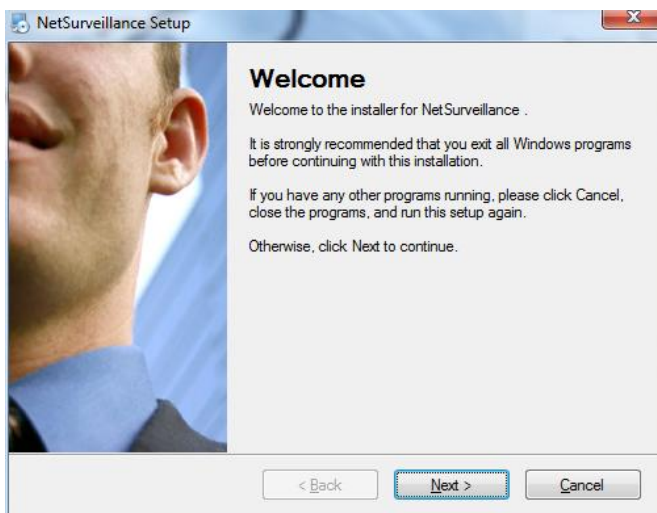 NetSurveillance Setup
Welcome
Welcome to the installer for NetSurveillance .
It is strongly recommended that you exit all Windows programs
before continuing with this installation.
If you have any other programs running, please click Cancel,
close the programs, and run this setup again.
Otherwise, click Next to continue.
< Back
Next >
Cancel